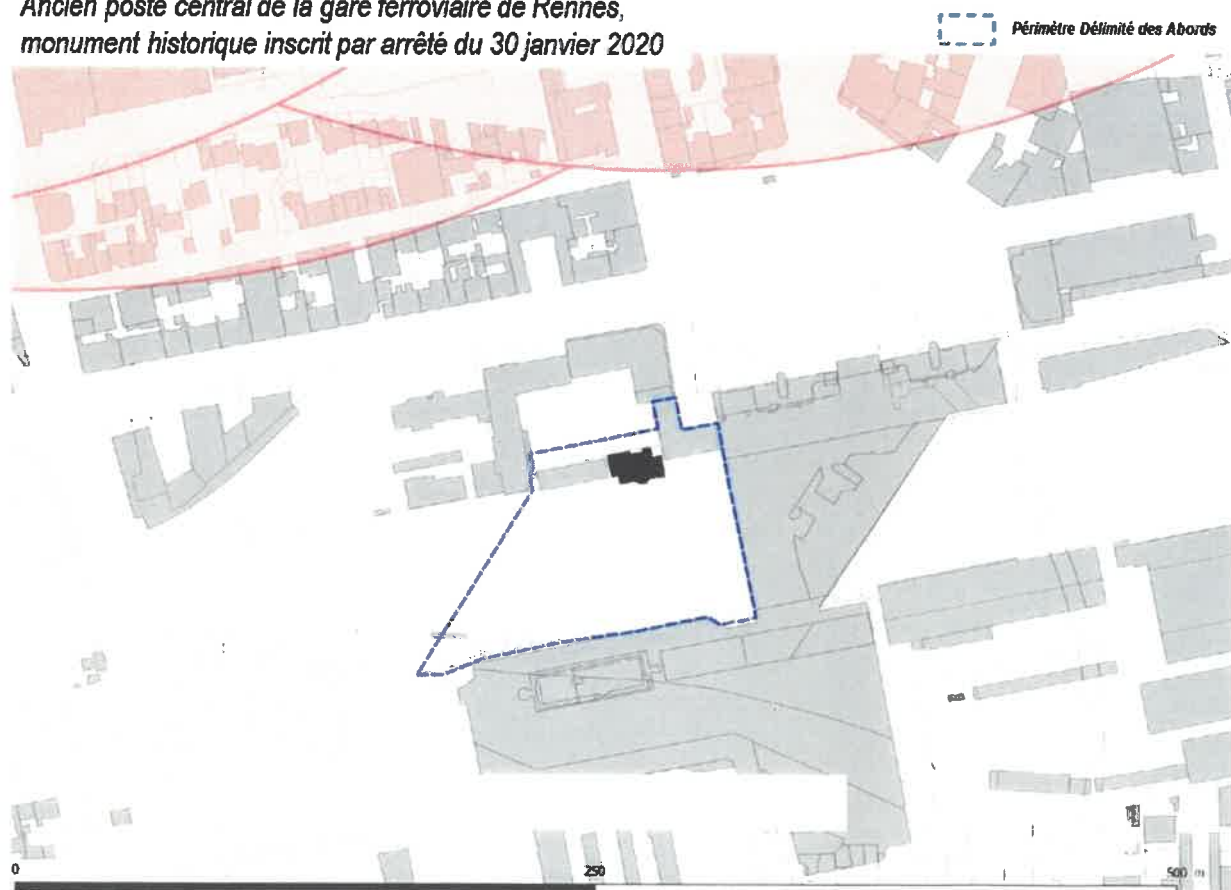 Ancien poste central de la gare ferroviaire de Rennes,
monument historique inscrit par arrêté du 30 janvier 2020
Périmètre Délimité des Abords
0 250 500 m